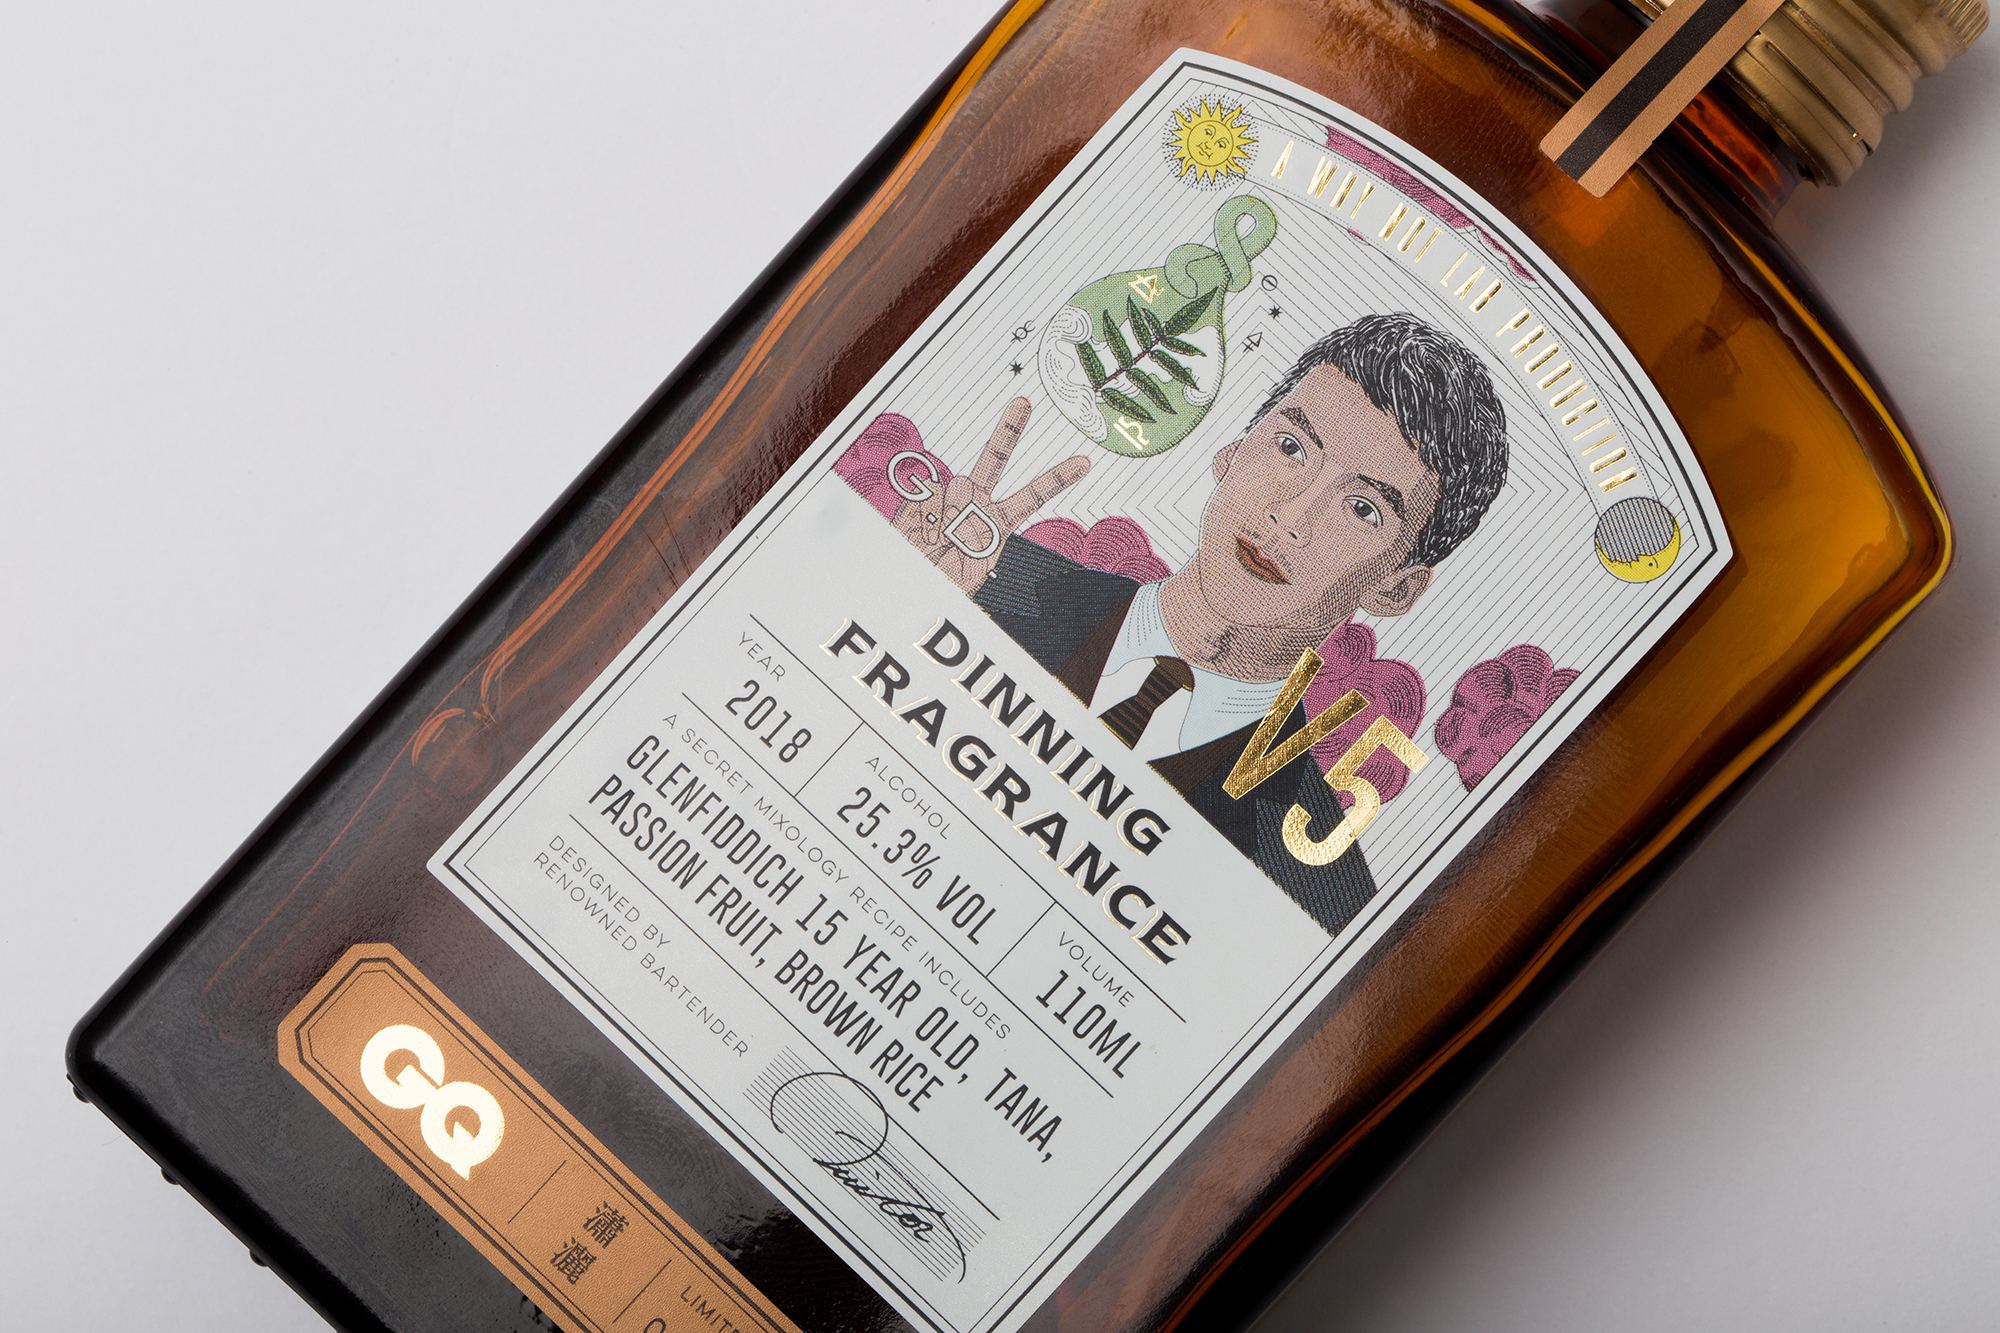 A WHY NOT LAB PRODUCTION
G.D.
V5
DINNING
FRAGRANCE
YEAR
2018
ALCOHOL
25.3% VOL
VOLUME
110ML
A SECRET MIXOLOGY RECIPE INCLUDES
GLENFIDDICH 15 YEAR OLD, TANA,
PASSION FRUIT, BROWN RICE
DESIGNED BY
RENOWNED BARTENDER
GQ
瀟
灑